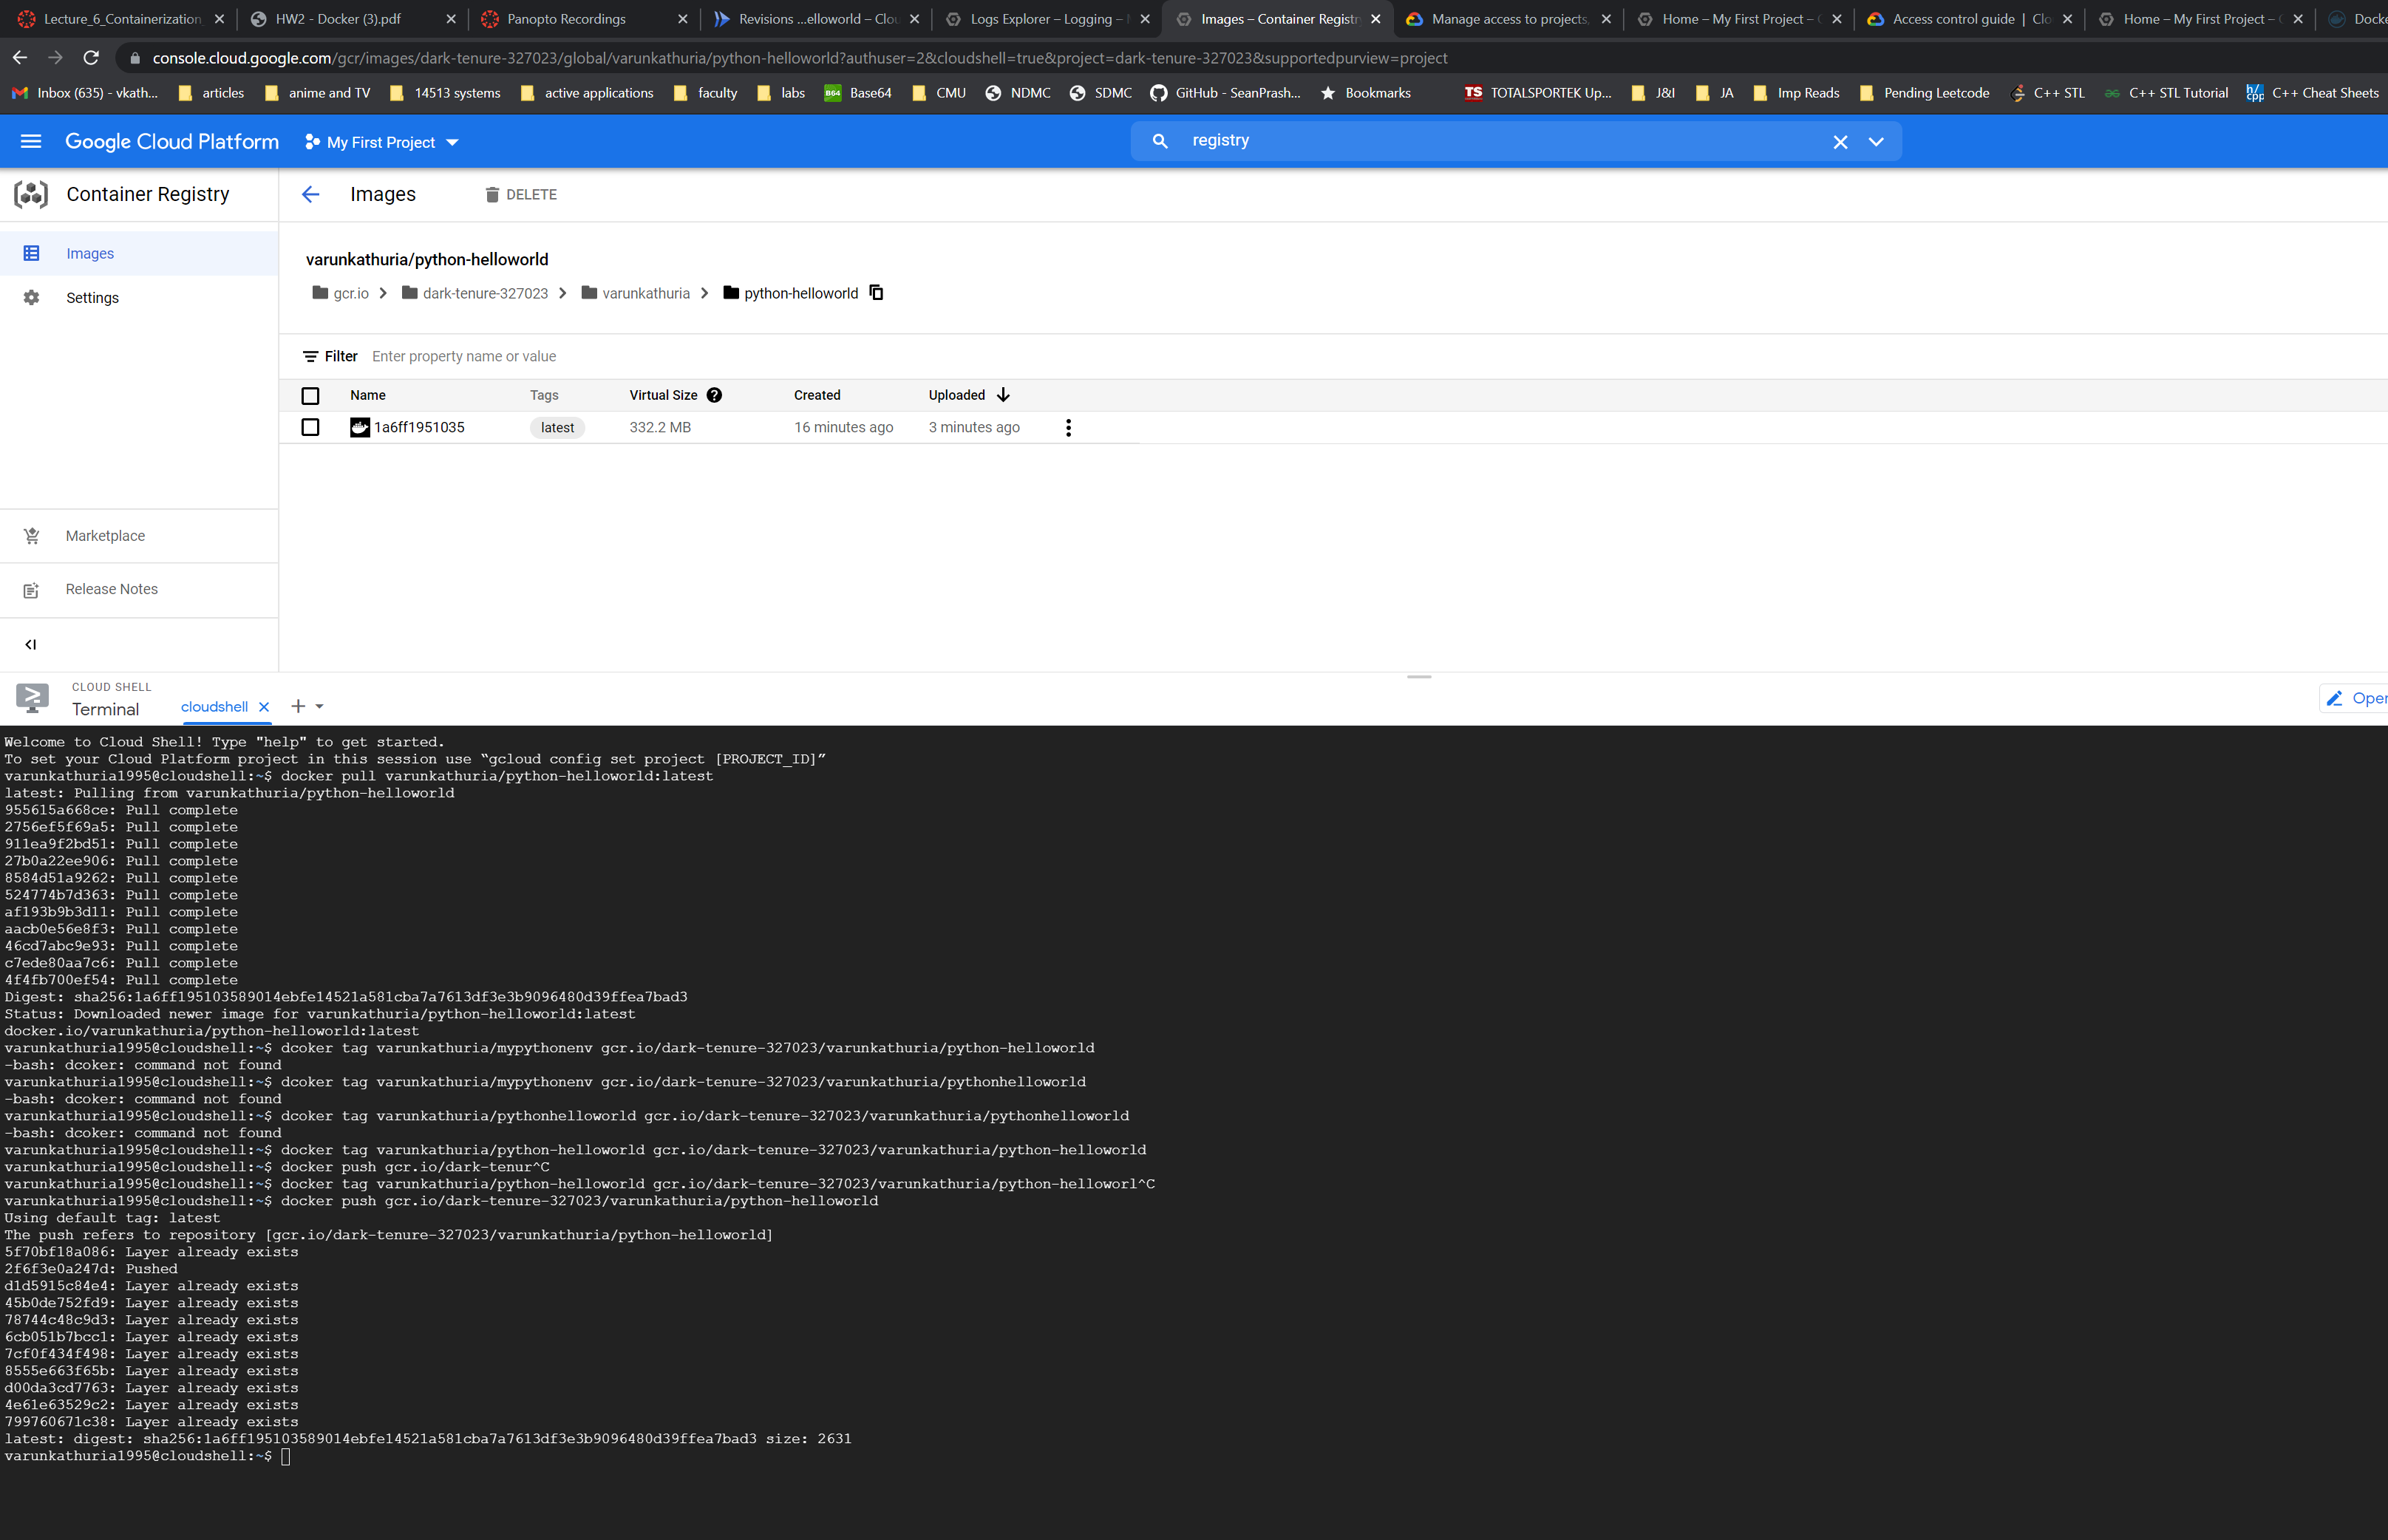 Lecture_6_Containerization_ HW2 - Docker (3).pdf Panopto Recordings Revisions ...elloworld – Clou Logs Explorer – Logging – M Images – Container Registr Manage access to projects, Home – My First Project – G Access control guide | Clo Home – My First Project – G Docke
console.cloud.google.com/gcr/images/dark-tenure-327023/global/varunkathuria/python-helloworld?authuser=2&cloudshell=true&project=dark-tenure-327023&supportedpurview=project
Inbox (635) - vkath... articles anime and TV 14513 systems active applications faculty labs B64 Base64 CMU NDMC SDMC GitHub - SeanPrash... Bookmarks TS TOTALSPORTEK Up... J&I JA Imp Reads Pending Leetcode C++ STL C++ STL Tutorial h/cpp C++ Cheat Sheets
Google Cloud Platform My First Project registry
Container Registry Images DELETE
Images
Settings
varunkathuria/python-helloworld
gcr.io dark-tenure-327023 varunkathuria python-helloworld
Filter Enter property name or value
Name Tags Virtual Size Created Uploaded
1a6ff1951035 latest 332.2 MB 16 minutes ago 3 minutes ago
Marketplace
Release Notes
CLOUD SHELL
Terminal cloudshell Open
Welcome to Cloud Shell! Type "help" to get started.
To set your Cloud Platform project in this session use “gcloud config set project [PROJECT_ID]”
varunkathuria1995@cloudshell:~$ docker pull varunkathuria/python-helloworld:latest
latest: Pulling from varunkathuria/python-helloworld
955615a668ce: Pull complete
2756ef5f69a5: Pull complete
911ea9f2bd51: Pull complete
27b0a22ee906: Pull complete
8584d51a9262: Pull complete
524774b7d363: Pull complete
af193b9b3d11: Pull complete
aacb0e56e8f3: Pull complete
46cd7abc9e93: Pull complete
c7ede80aa7c6: Pull complete
4f4fb700ef54: Pull complete
Digest: sha256:1a6ff195103589014ebfe14521a581cba7a7613df3e3b9096480d39ffea7bad3
Status: Downloaded newer image for varunkathuria/python-helloworld:latest
docker.io/varunkathuria/python-helloworld:latest
varunkathuria1995@cloudshell:~$ dcoker tag varunkathuria/mypythonenv gcr.io/dark-tenure-327023/varunkathuria/python-helloworld
-bash: dcoker: command not found
varunkathuria1995@cloudshell:~$ dcoker tag varunkathuria/mypythonenv gcr.io/dark-tenure-327023/varunkathuria/pythonhelloworld
-bash: dcoker: command not found
varunkathuria1995@cloudshell:~$ dcoker tag varunkathuria/pythonhelloworld gcr.io/dark-tenure-327023/varunkathuria/pythonhelloworld
-bash: dcoker: command not found
varunkathuria1995@cloudshell:~$ docker tag varunkathuria/python-helloworld gcr.io/dark-tenure-327023/varunkathuria/python-helloworld
varunkathuria1995@cloudshell:~$ docker push gcr.io/dark-tenur^C
varunkathuria1995@cloudshell:~$ docker tag varunkathuria/python-helloworld gcr.io/dark-tenure-327023/varunkathuria/python-helloworl^C
varunkathuria1995@cloudshell:~$ docker push gcr.io/dark-tenure-327023/varunkathuria/python-helloworld
Using default tag: latest
The push refers to repository [gcr.io/dark-tenure-327023/varunkathuria/python-helloworld]
5f70bf18a086: Layer already exists
2f6f3e0a247d: Pushed
d1d5915c84e4: Layer already exists
45b0de752fd9: Layer already exists
78744c48c9d3: Layer already exists
6cb051b7bcc1: Layer already exists
7cf0f434f498: Layer already exists
8555e663f65b: Layer already exists
d00da3cd7763: Layer already exists
4e61e63529c2: Layer already exists
799760671c38: Layer already exists
latest: digest: sha256:1a6ff195103589014ebfe14521a581cba7a7613df3e3b9096480d39ffea7bad3 size: 2631
varunkathuria1995@cloudshell:~$